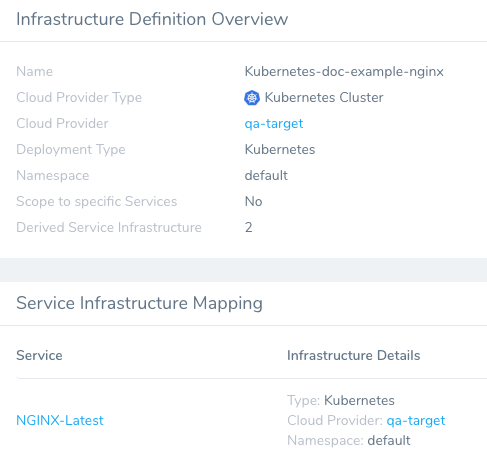 Infrastructure Definition Overview
Name Kubernetes-doc-example-nginx
Cloud Provider Type Kubernetes Cluster
Cloud Provider qa-target
Deployment Type Kubernetes
Namespace default
Scope to specific Services No
Derived Service Infrastructure 2
Service Infrastructure Mapping
Service Infrastructure Details
Type: Kubernetes
NGINX-Latest Cloud Provider: qa-target
Namespace: default